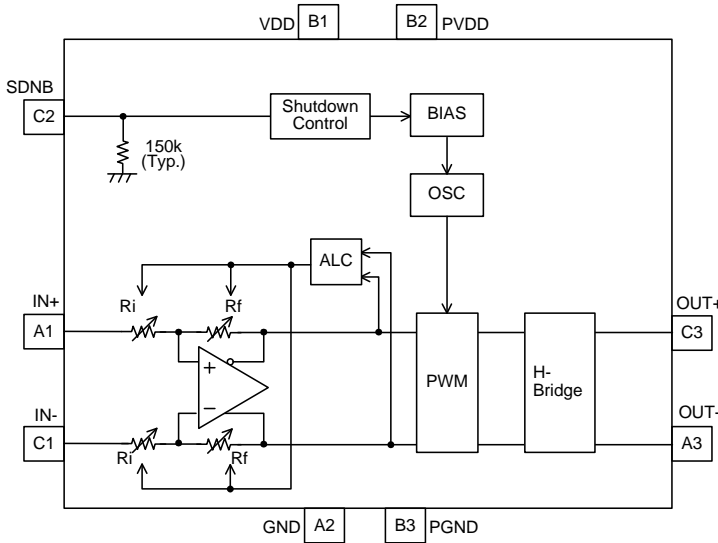 VDD B1
B2 PVDD
SDNB
C2
150k
(Typ.)
Shutdown
Control
BIAS
OSC
ALC
IN+
A1
Ri
Rf
+
−
PWM
H-
Bridge
OUT+
C3
IN-
C1
Ri
Rf
OUT-
A3
GND A2
B3 PGND